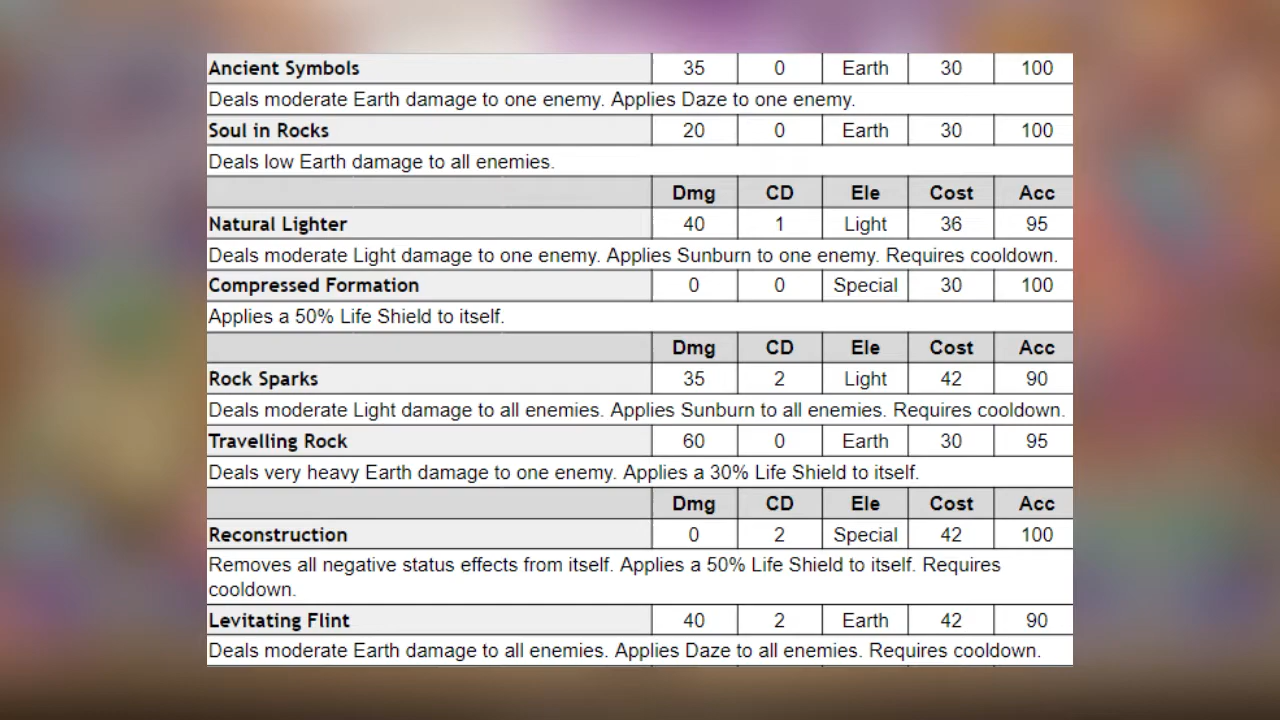 Ancient Symbols 35 0 Earth 30 100
Deals moderate Earth damage to one enemy. Applies Daze to one enemy.
Soul in Rocks 20 0 Earth 30 100
Deals low Earth damage to all enemies.
Dmg CD Ele Cost Acc
Natural Lighter 40 1 Light 36 95
Deals moderate Light damage to one enemy. Applies Sunburn to one enemy. Requires cooldown.
Compressed Formation 0 0 Special 30 100
Applies a 50% Life Shield to itself.
Dmg CD Ele Cost Acc
Rock Sparks 35 2 Light 42 90
Deals moderate Light damage to all enemies. Applies Sunburn to all enemies. Requires cooldown.
Travelling Rock 60 0 Earth 30 95
Deals very heavy Earth damage to one enemy. Applies a 30% Life Shield to itself.
Dmg CD Ele Cost Acc
Reconstruction 0 2 Special 42 100
Removes all negative status effects from itself. Applies a 50% Life Shield to itself. Requires
cooldown.
Levitating Flint 40 2 Earth 42 90
Deals moderate Earth damage to all enemies. Applies Daze to all enemies. Requires cooldown.